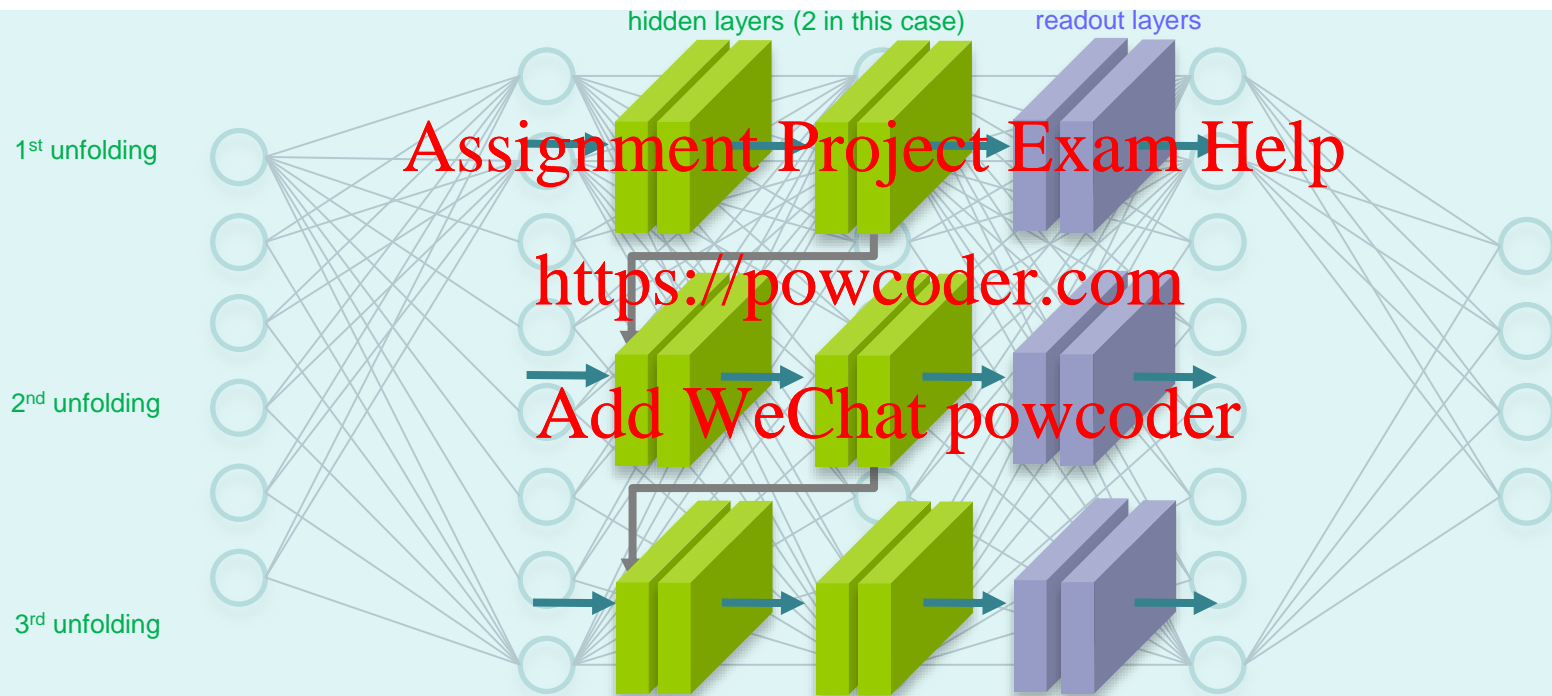 hidden layers (2 in this case)
readout layers
1st unfolding
Assignment Project Exam Help
https://powcoder.com
2nd unfolding
Add WeChat powcoder
3rd unfolding